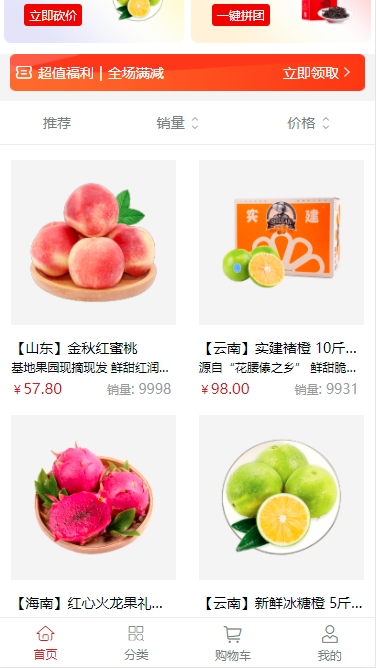 立即砍价
一键拼团
超值福利 | 全场满减
立即领取
推荐
销量
价格
实 建
【山东】金秋红蜜桃
基地果园现摘现发 鲜甜红润...
￥57.80
销量: 9998
【云南】实建褚橙 10斤...
源自“花腰傣之乡” 鲜甜脆...
￥98.00
销量: 9931
【海南】红心火龙果礼...
【云南】新鲜冰糖橙 5斤...
首页
分类
购物车
我的